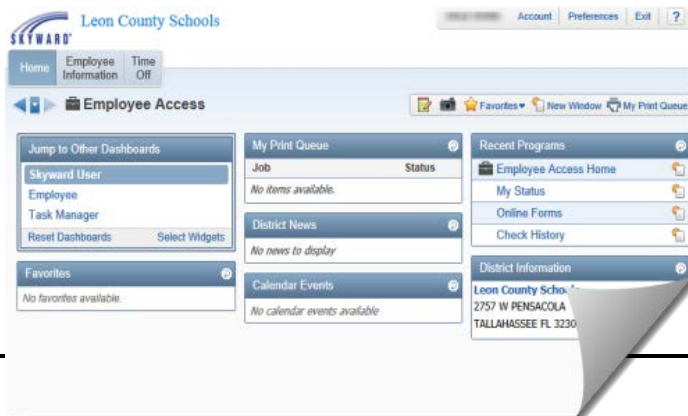 Leon County Schools
SKYWARD
Account Preferences Exit ?
Home Employee Information Time Off
Employee Access
Favorites New Window My Print Queue
Jump to Other Dashboards
Skyward User
Employee
Task Manager
Reset Dashboards Select Widgets
Favorites
No favorites available.
My Print Queue
Job Status
No items available.
District News
No news to display
Calendar Events
No calendar events available
Recent Programs
Employee Access Home
My Status
Online Forms
Check History
District Information
Leon County
2757 W PENSACOLA
TALLAHASSEE FL